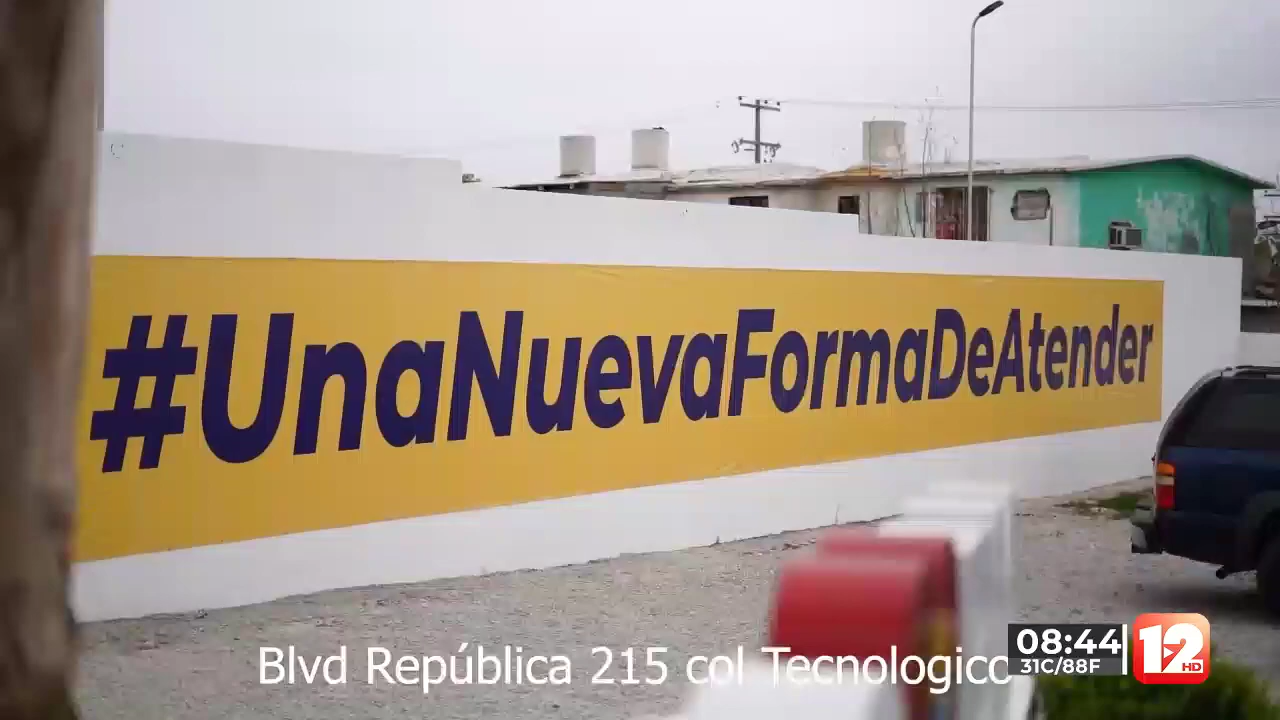 #UnaNuevaFormaDeAtender
Blvd República 215 col Tecnologico
08:44
31C/88F
12
HD